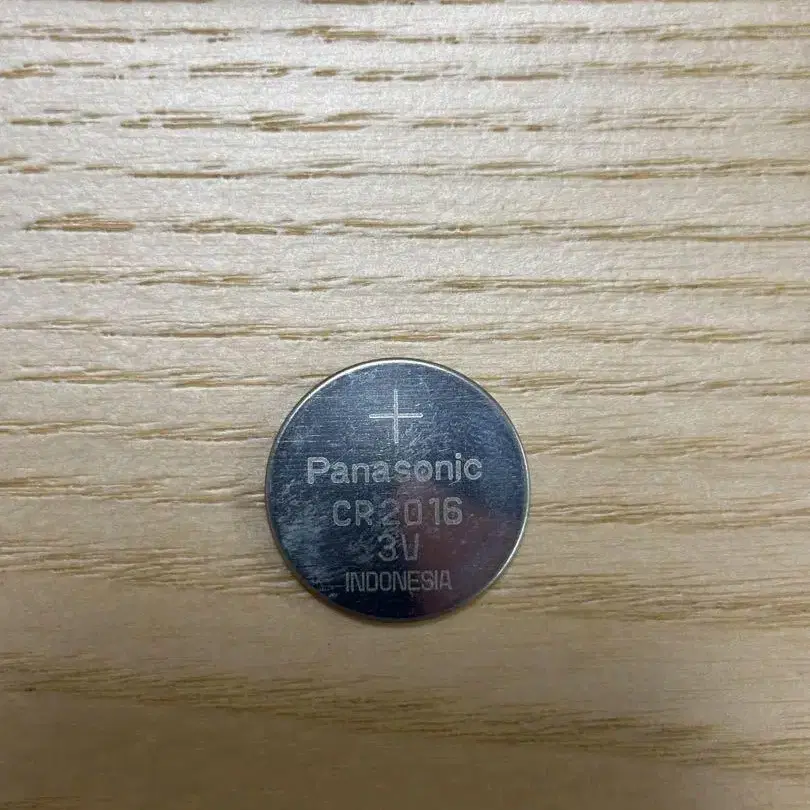 +
Panasonic
CR2016
3V
INDONESIA